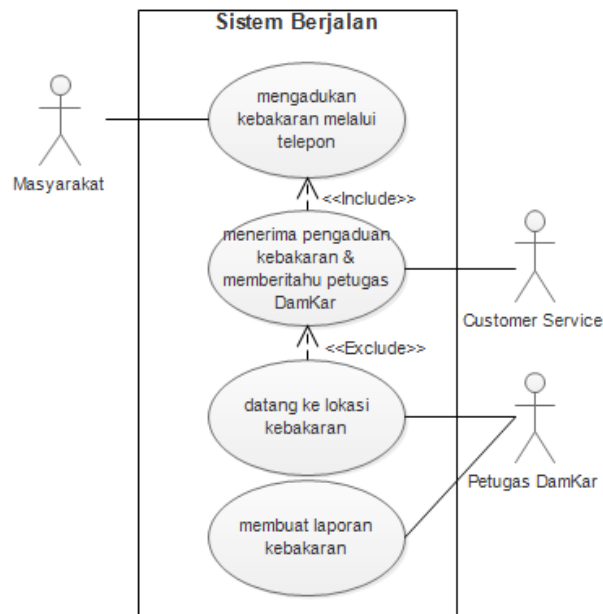 Sistem Berjalan
mengadukan
kebakaran melalui
telepon
Masyarakat
<<Include>>
menerima pengaduan
kebakaran &
memberitahu petugas
DamKar
Customer Service
<<Exclude>>
datang ke lokasi
kebakaran
Petugas DamKar
membuat laporan
kebakaran